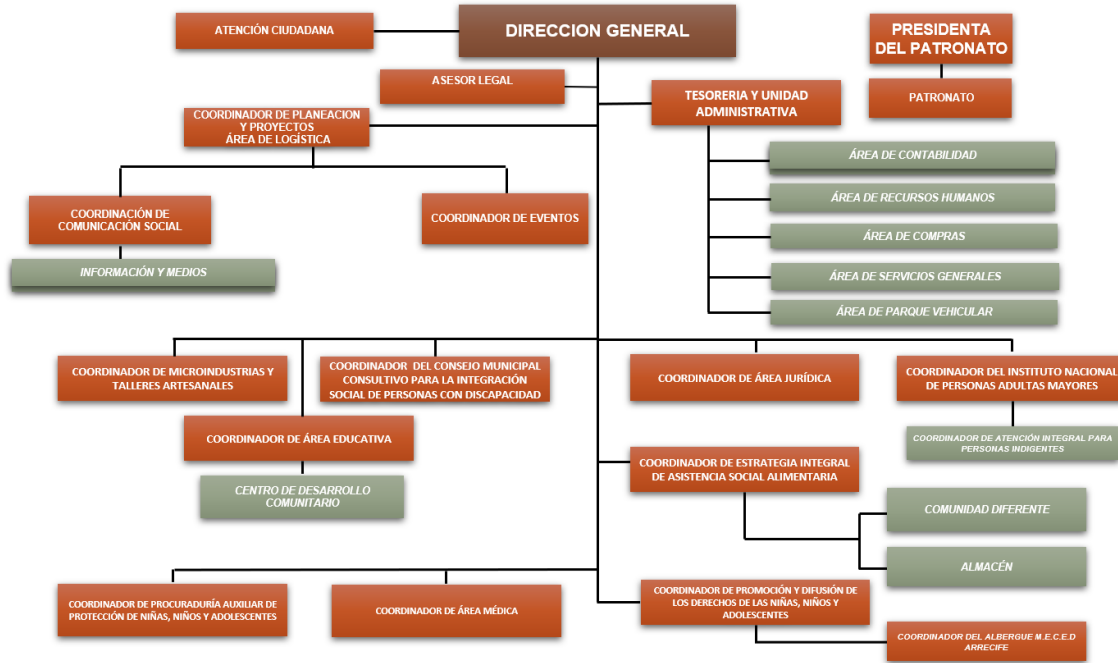 ATENCIÓN CIUDADANA
DIRECCION GENERAL
PRESIDENTA
DEL PATRONATO
PATRONATO
ASESOR LEGAL
TESORERIA Y UNIDAD
ADMINISTRATIVA
COORDINADOR DE PLANEACION
Y PROYECTOS
ÁREA DE LOGÍSTICA
ÁREA DE CONTABILIDAD
ÁREA DE RECURSOS HUMANOS
ÁREA DE COMPRAS
ÁREA DE SERVICIOS GENERALES
ÁREA DE PARQUE VEHICULAR
COORDINACIÓN DE
COMUNICACIÓN SOCIAL
COORDINADOR DE EVENTOS
INFORMACIÓN Y MEDIOS
COORDINADOR DE MICROINDUSTRIAS Y
TALLERES ARTESANALES
COORDINADOR DEL CONSEJO MUNICIPAL
CONSULTIVO PARA LA INTEGRACIÓN
SOCIAL DE PERSONAS CON DISCAPACIDAD
COORDINADOR DE ÁREA JURÍDICA
COORDINADOR DEL INSTITUTO NACIONAL
DE PERSONAS ADULTAS MAYORES
COORDINADOR DE ÁREA EDUCATIVA
COORDINADOR DE ATENCIÓN INTEGRAL PARA
PERSONAS INDIGENTES
CENTRO DE DESARROLLO
COMUNITARIO
COORDINADOR DE ESTRATEGIA INTEGRAL
DE ASISTENCIA SOCIAL ALIMENTARIA
COMUNIDAD DIFERENTE
ALMACÉN
COORDINADOR DE PROCURADURÍA AUXILIAR DE
PROTECCIÓN DE NIÑAS, NIÑOS Y ADOLESCENTES
COORDINADOR DE ÁREA MÉDICA
COORDINADOR DE PROMOCIÓN Y DIFUSIÓN DE
LOS DERECHOS DE LAS NIÑAS, NIÑOS Y
ADOLESCENTES
COORDINADOR DEL ALBERGUE M.E.C.E.D
ARRECIFE